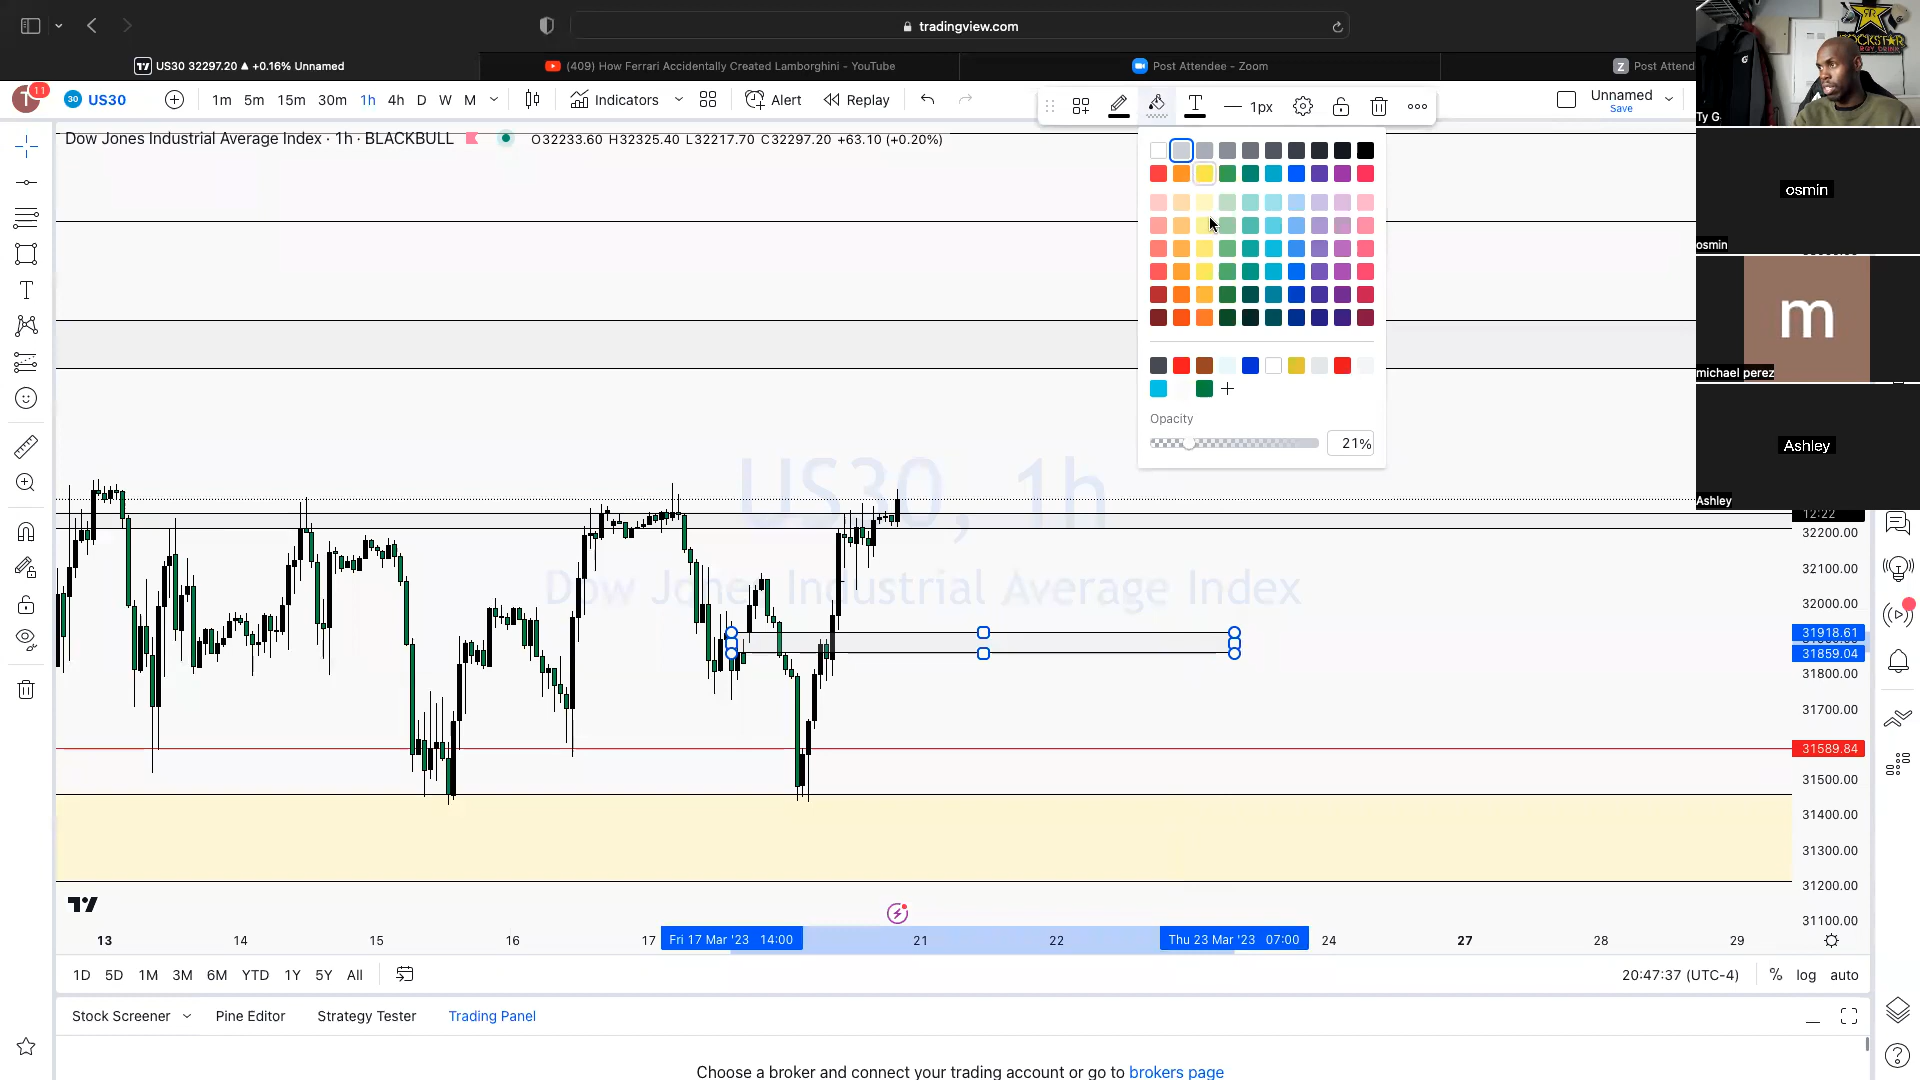 tradingview.com
US30 32297.20 ▲ +0.16% Unnamed
(409) How Ferrari Accidentally Created Lamborghini - YouTube
Post Attendee - Zoom
Z Post Atten
ROCKSTAR
ENERGY DRINK
Ty G
T 11
30 US30
1m 5m 15m 30m 1h 4h D W M
Indicators
Alert
Replay
T
1px
Unnamed
Save
Dow Jones Industrial Average Index · 1h · BLACKBULL
O32233.60 H32325.40 L32217.70 C32297.20 +63.10 (+0.20%)
osmin
osmin
m
michael perez
Ashley
Ashley
Opacity
21%
US30, 1h
Dow Jones Industrial Average Index
12:22
32200.00
32100.00
32000.00
31918.61
31859.04
31800.00
31700.00
31589.84
31500.00
31400.00
31300.00
31200.00
31100.00
13 14 15 16 17 Fri 17 Mar '23 14:00 21 22 Thu 23 Mar '23 07:00 24 27 28 29
1D 5D 1M 3M 6M YTD 1Y 5Y All
20:47:37 (UTC-4) % log auto
Stock Screener Pine Editor Strategy Tester Trading Panel
Choose a broker and connect your trading account or go to brokers page